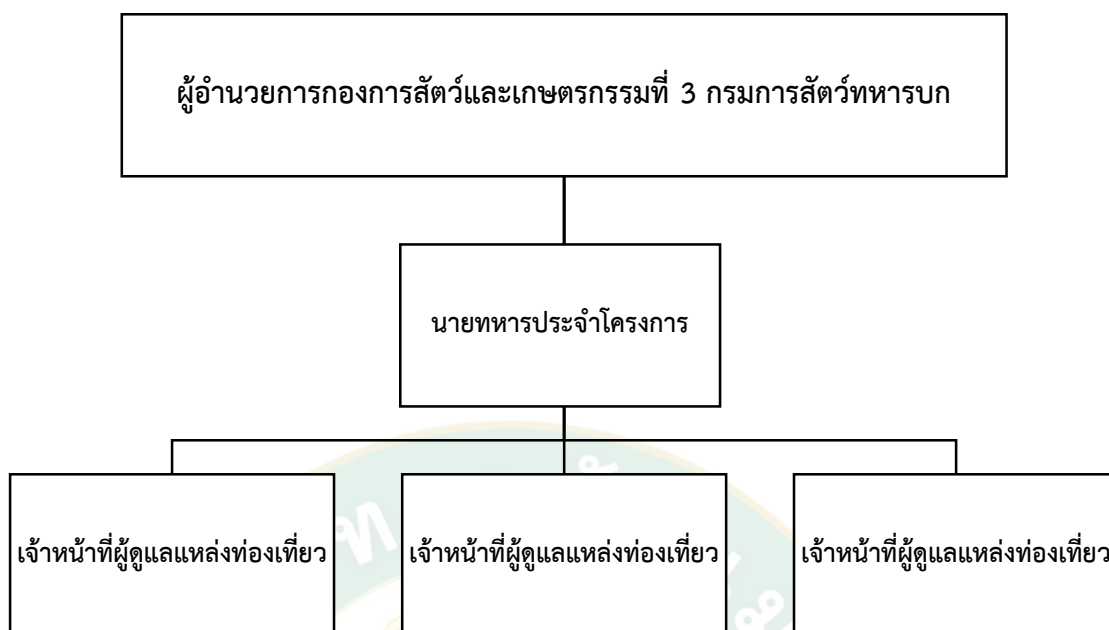 ผู้อำนวยการกองการสัตว์และเกษตรกรรมที่ 3 กรมการสัตว์ทหารบก
นายทหารประจำโครงการ
เจ้าหน้าที่ผู้ดูแลแหล่งท่องเที่ยว
เจ้าหน้าที่ผู้ดูแลแหล่งท่องเที่ยว
เจ้าหน้าที่ผู้ดูแลแหล่งท่องเที่ยว